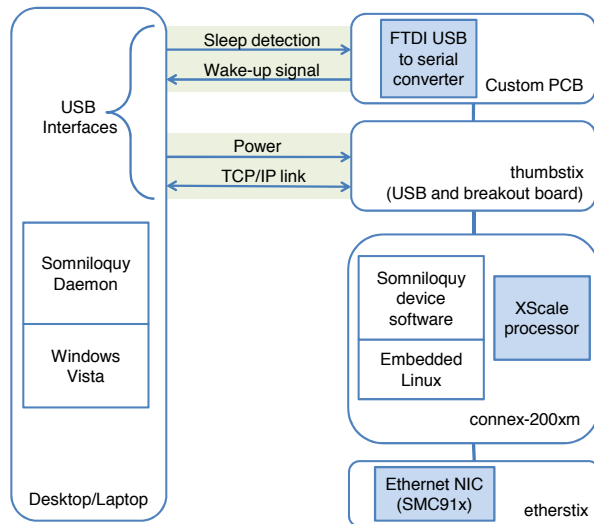 Sleep detection
Wake-up signal
FTDI USB
to serial
converter
Custom PCB
USB
Interfaces
Power
TCP/IP link
thumbstix
(USB and breakout board)
Somniloquy
Daemon
Windows
Vista
Desktop/Laptop
Somniloquy
device
software
Embedded
Linux
XScale
processor
connex-200xm
Ethernet NIC
(SMC91x)
etherstix